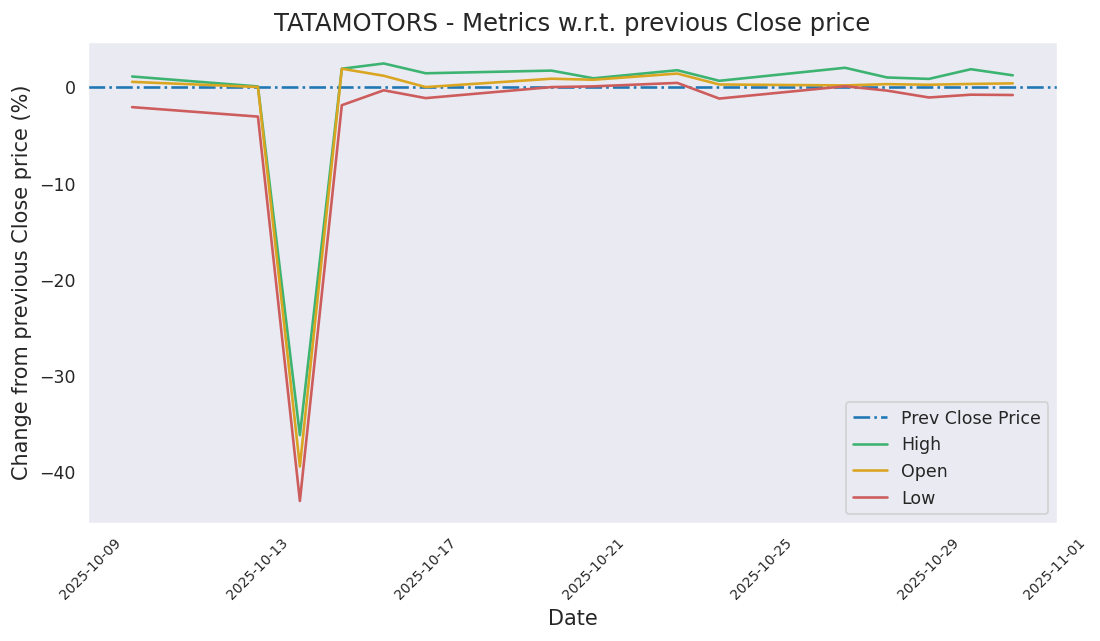 TATAMOTORS - Metrics w.r.t. previous Close price
Change from previous Close price (%)
0
−10
−20
−30
−40
Prev Close Price
High
Open
Low
2025-10-09
2025-10-13
2025-10-17
2025-10-21
2025-10-25
2025-10-29
2025-11-01
Date